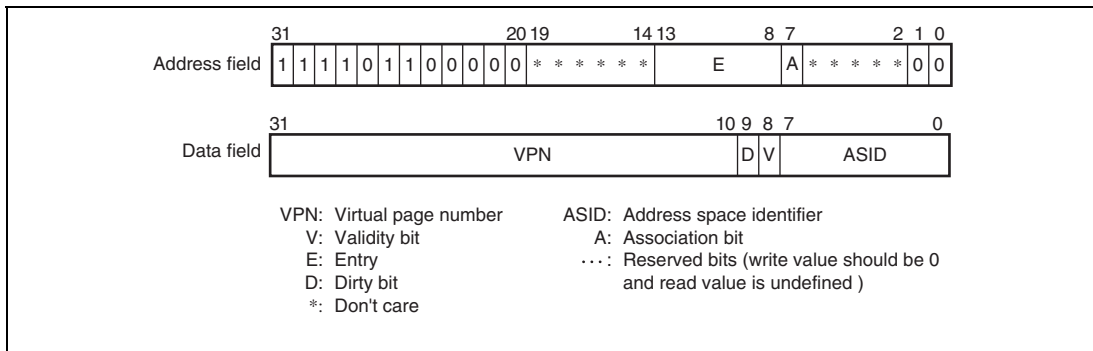 31 20 19 14 13 8 7 2 1 0
Address field 1 1 1 1 0 1 1 0 0 0 0 0 * * * * * * E A * * * * * 0 0
31 10 9 8 7 0
Data field VPN D V ASID
VPN: Virtual page number ASID: Address space identifier
V: Validity bit A: Association bit
E: Entry ···: Reserved bits (write value should be 0
D: Dirty bit and read value is undefined )
*: Don't care